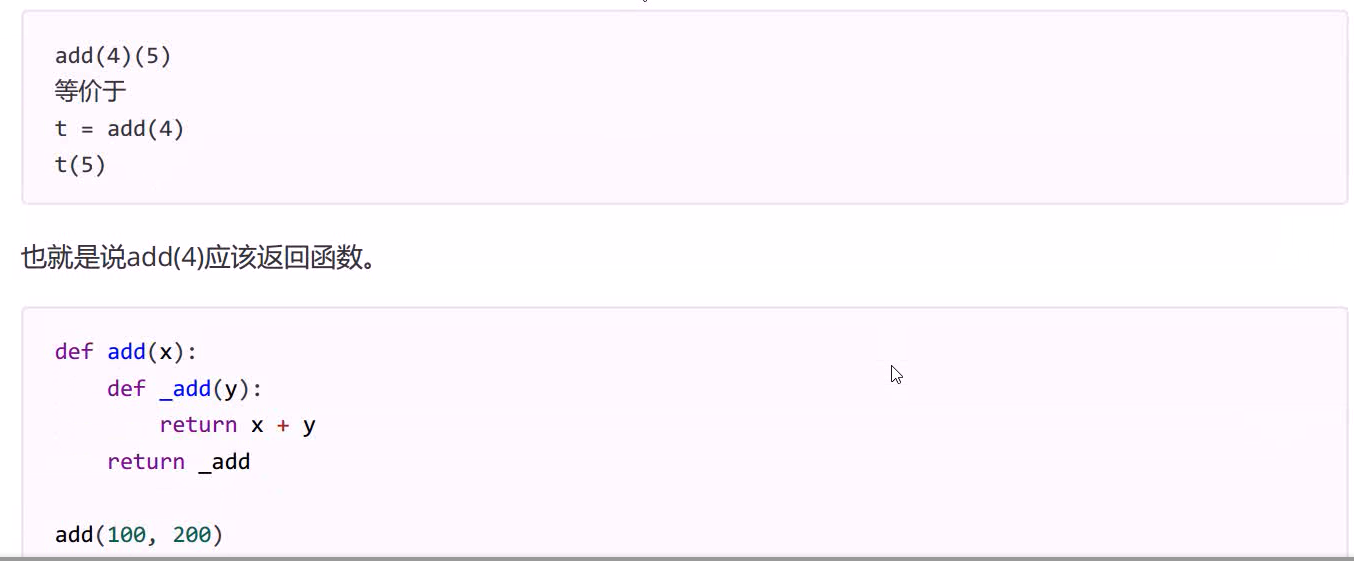 add(4)(5)
等价于
t = add(4)
t(5)
也就是说add(4)应该返回函数。
def add(x):
    def _add(y):
        return x + y
    return _add
add(100, 200)